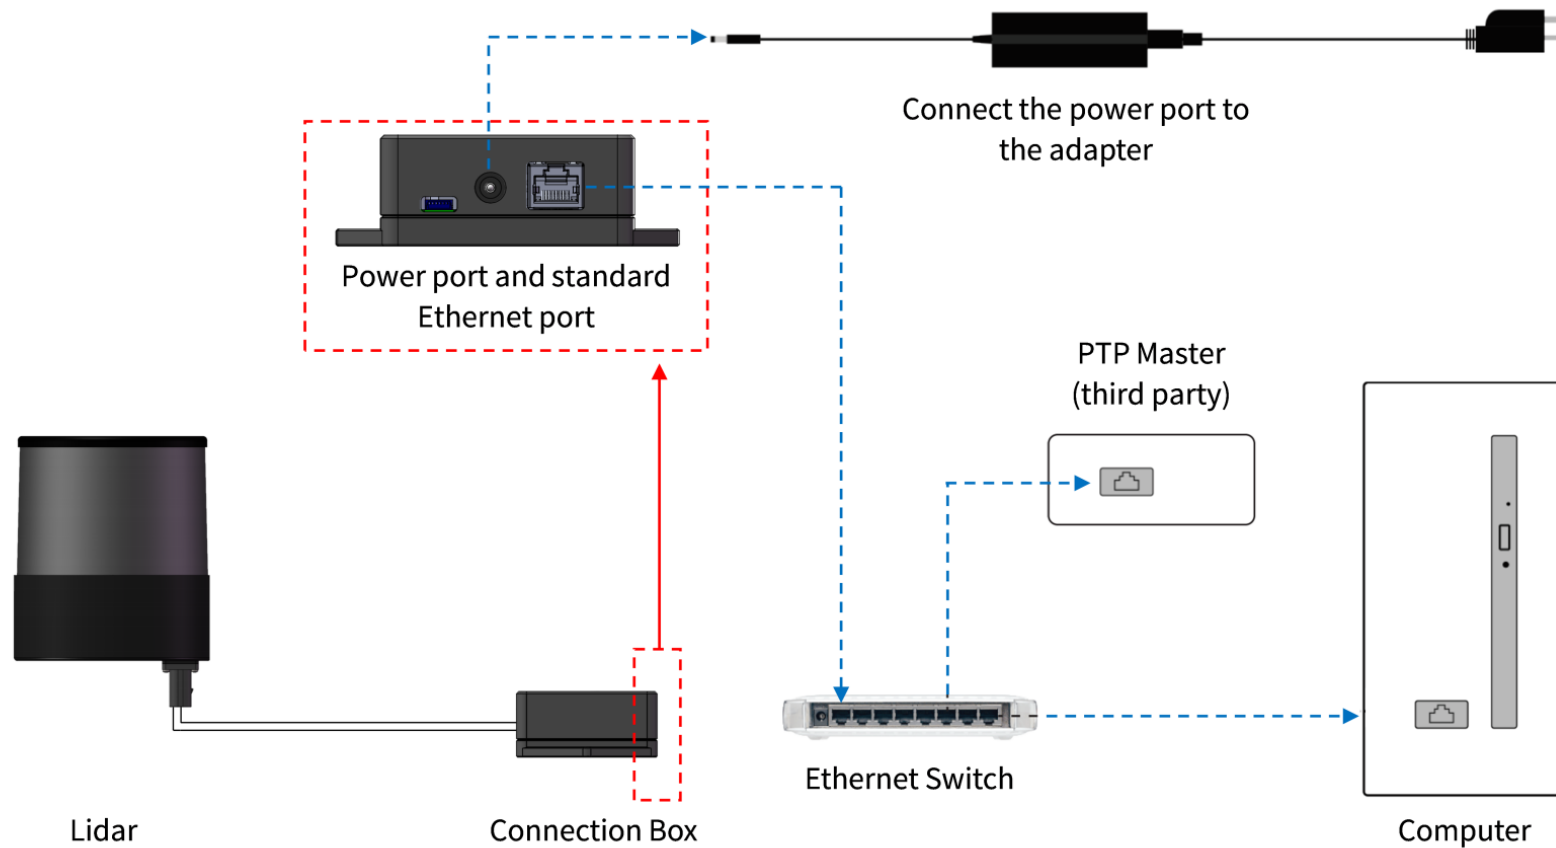 Connect the power port to
the adapter
Power port and standard
Ethernet port
PTP Master
(third party)
Ethernet Switch
Lidar
Connection Box
Computer